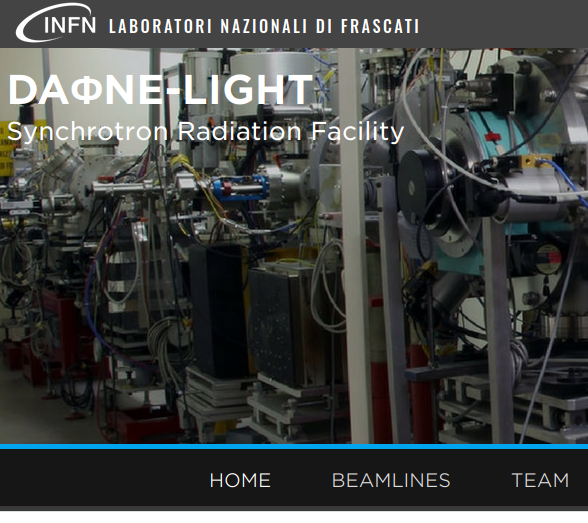 INFN LABORATORI NAZIONALI DI FRASCATI
DAΦNE-LIGHT
Synchrotron Radiation Facility
HOME BEAMLINES TEAM